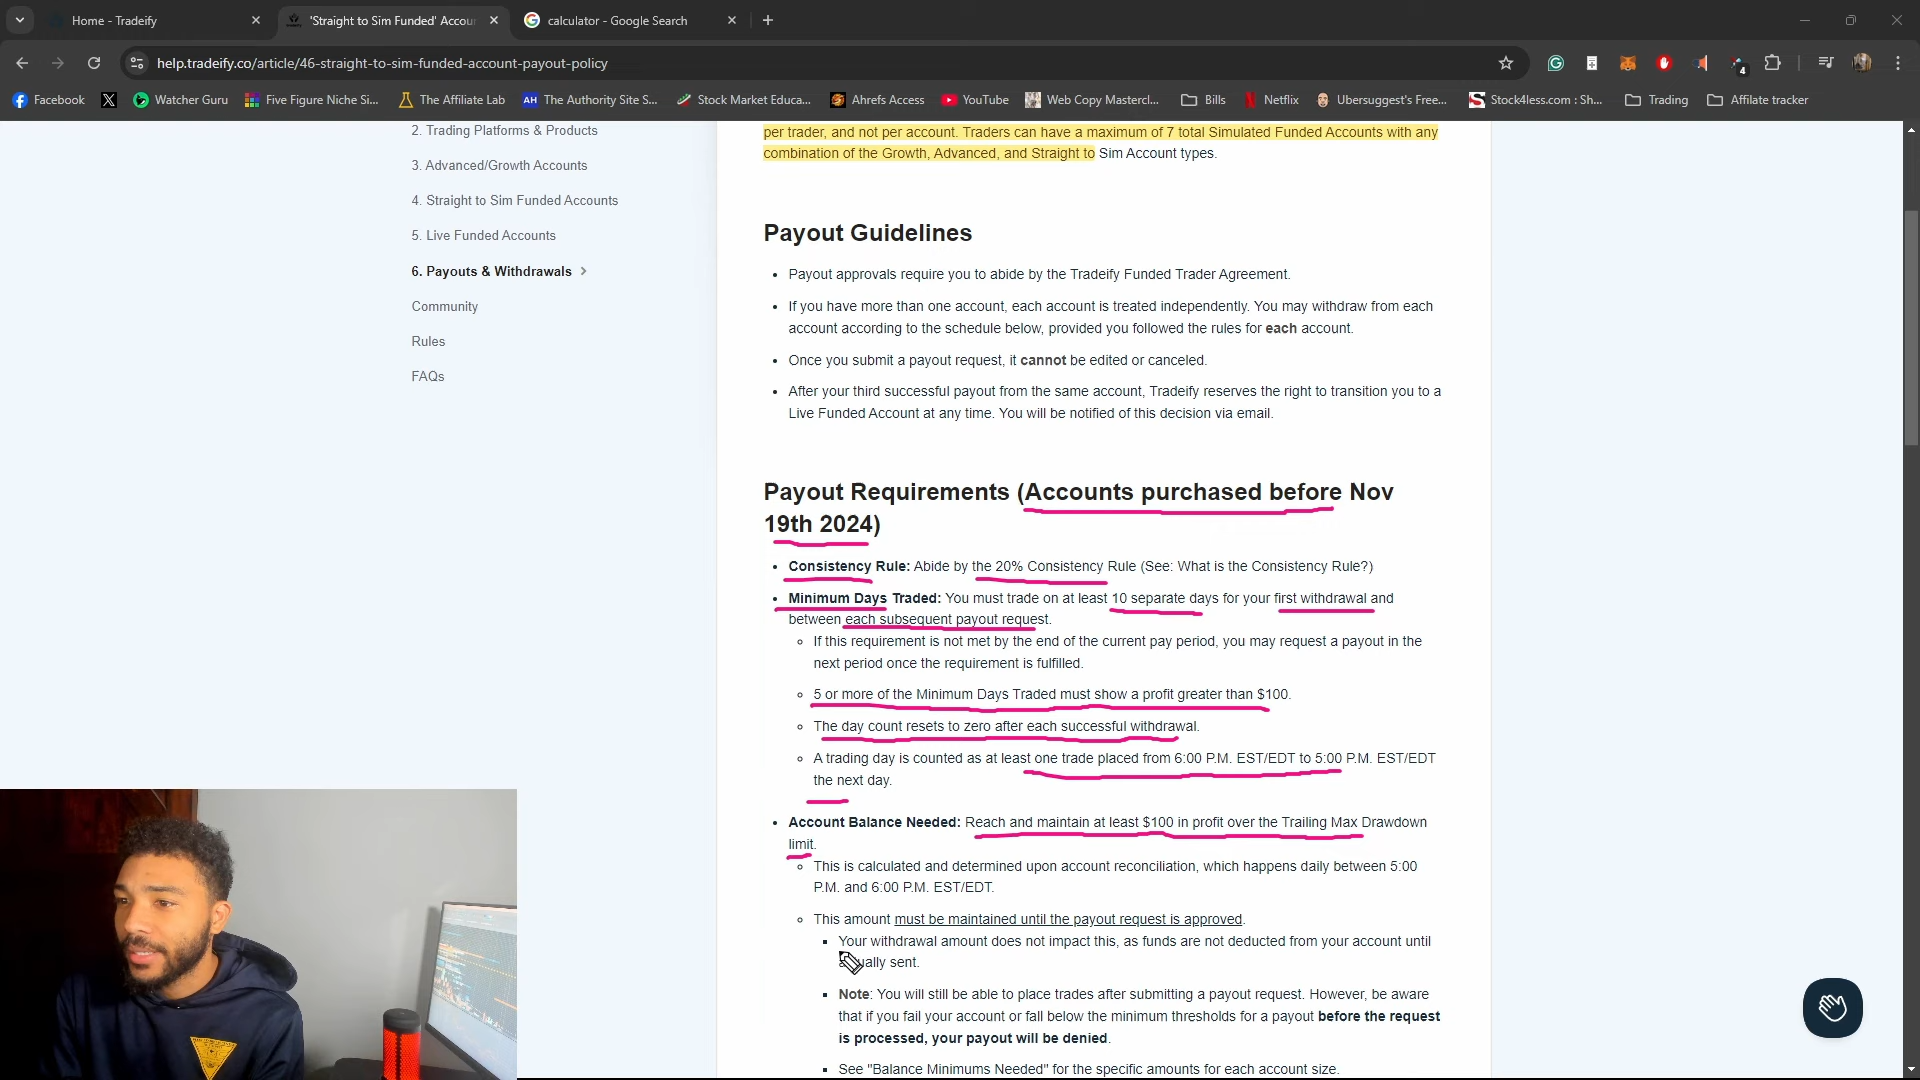 Home - Tradeify
'Straight to Sim Funded' Accou
calculator - Google Search
help.tradeify.co/article/46-straight-to-sim-funded-account-payout-policy
4
Facebook
Watcher Guru
Five Figure Niche Si...
The Affiliate Lab
AH The Authority Site S...
Stock Market Educa...
Ahrefs Access
YouTube
Web Copy Mastercl...
Bills
Netflix
Ubersuggest's Free...
Stock4less.com : Sh...
Trading
Affilate tracker
2. Trading Platforms & Products
3. Advanced/Growth Accounts
4. Straight to Sim Funded Accounts
5. Live Funded Accounts
6. Payouts & Withdrawals
Community
Rules
FAQs
per trader, and not per account. Traders can have a maximum of 7 total Simulated Funded Accounts with any
combination of the Growth, Advanced, and Straight to Sim Account types.
Payout Guidelines
• Payout approvals require you to abide by the Tradeify Funded Trader Agreement.
• If you have more than one account, each account is treated independently. You may withdraw from each
account according to the schedule below, provided you followed the rules for each account.
• Once you submit a payout request, it cannot be edited or canceled.
• After your third successful payout from the same account, Tradeify reserves the right to transition you to a
Live Funded Account at any time. You will be notified of this decision via email.
Payout Requirements (Accounts purchased before Nov
19th 2024)
• Consistency Rule: Abide by the 20% Consistency Rule (See: What is the Consistency Rule?)
• Minimum Days Traded: You must trade on at least 10 separate days for your first withdrawal and
between each subsequent payout request.
If this requirement is not met by the end of the current pay period, you may request a payout in the
next period once the requirement is fulfilled.
5 or more of the Minimum Days Traded must show a profit greater than $100.
The day count resets to zero after each successful withdrawal.
A trading day is counted as at least one trade placed from 6:00 P.M. EST/EDT to 5:00 P.M. EST/EDT
the next day.
• Account Balance Needed: Reach and maintain at least $100 in profit over the Trailing Max Drawdown
limit.
This is calculated and determined upon account reconciliation, which happens daily between 5:00
P.M. and 6:00 P.M. EST/EDT.
This amount must be maintained until the payout request is approved.
Your withdrawal amount does not impact this, as funds are not deducted from your account until
sent.
Note: You will still be able to place trades after submitting a payout request. However, be aware
that if you fail your account or fall below the minimum thresholds for a payout before the request
is processed, your payout will be denied.
See "Balance Minimums Needed" for the specific amounts for each account size.